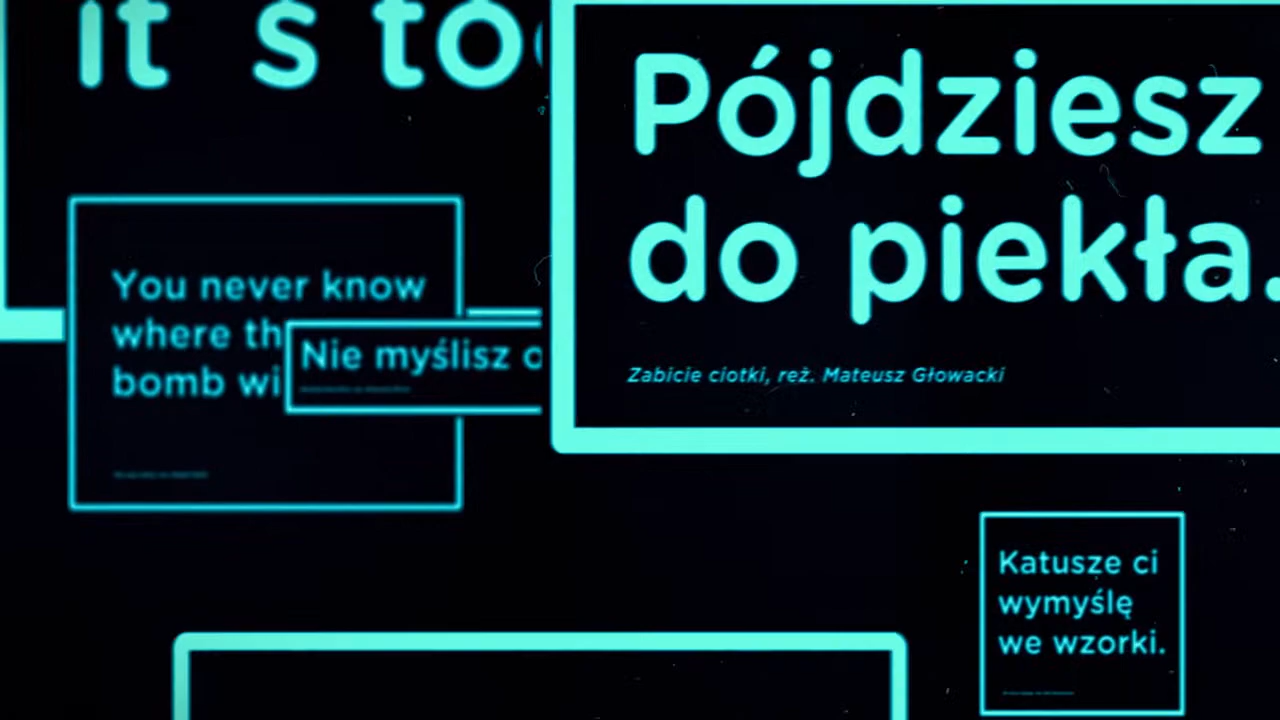 it s to
You never know
where th
bomb wi
Nie myślisz
Pójdziesz
do piekła.
Zabicie ciotki, reż. Mateusz Głowacki
Katusze ci
wymyślę
we wzorki.